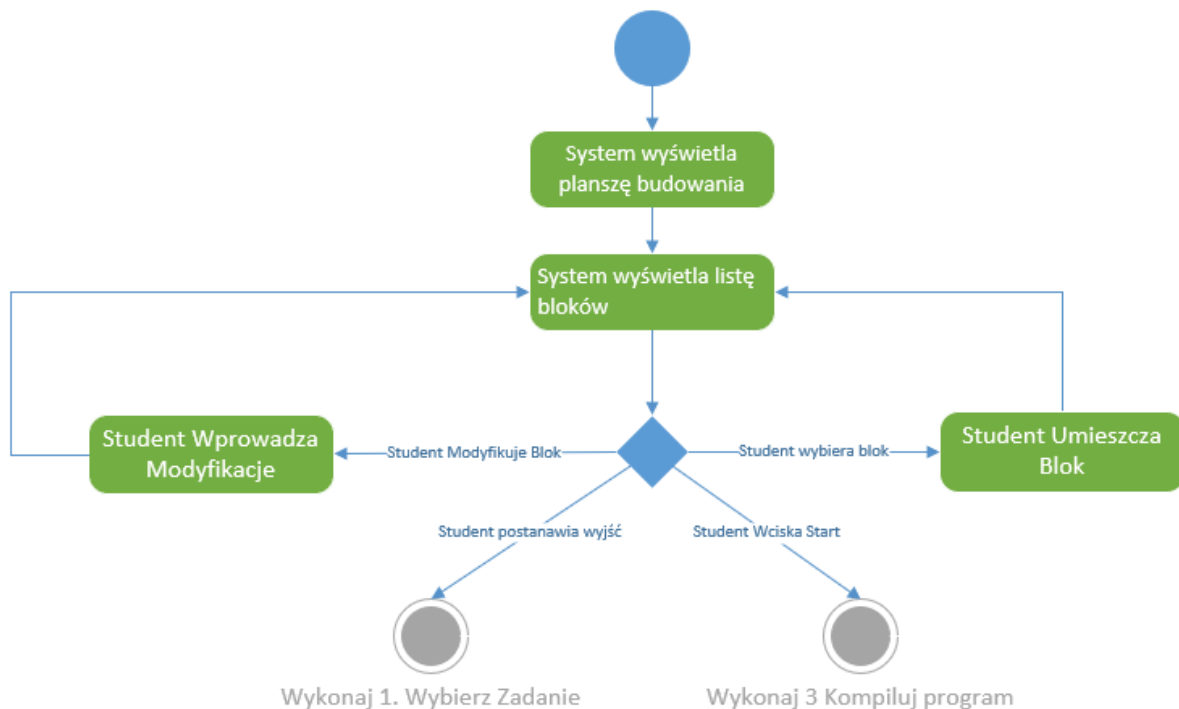 System wyświetla
planszę budowania
System wyświetla listę
bloków
Student Wprowadza
Modyfikacje
Student Modyfikuje Blok
Student wybiera blok
Student Umieszcza
Blok
Student postanawia wyjść
Student Wciska Start
Wykonaj 1. Wybierz Zadanie
Wykonaj 3 Kompiluj program